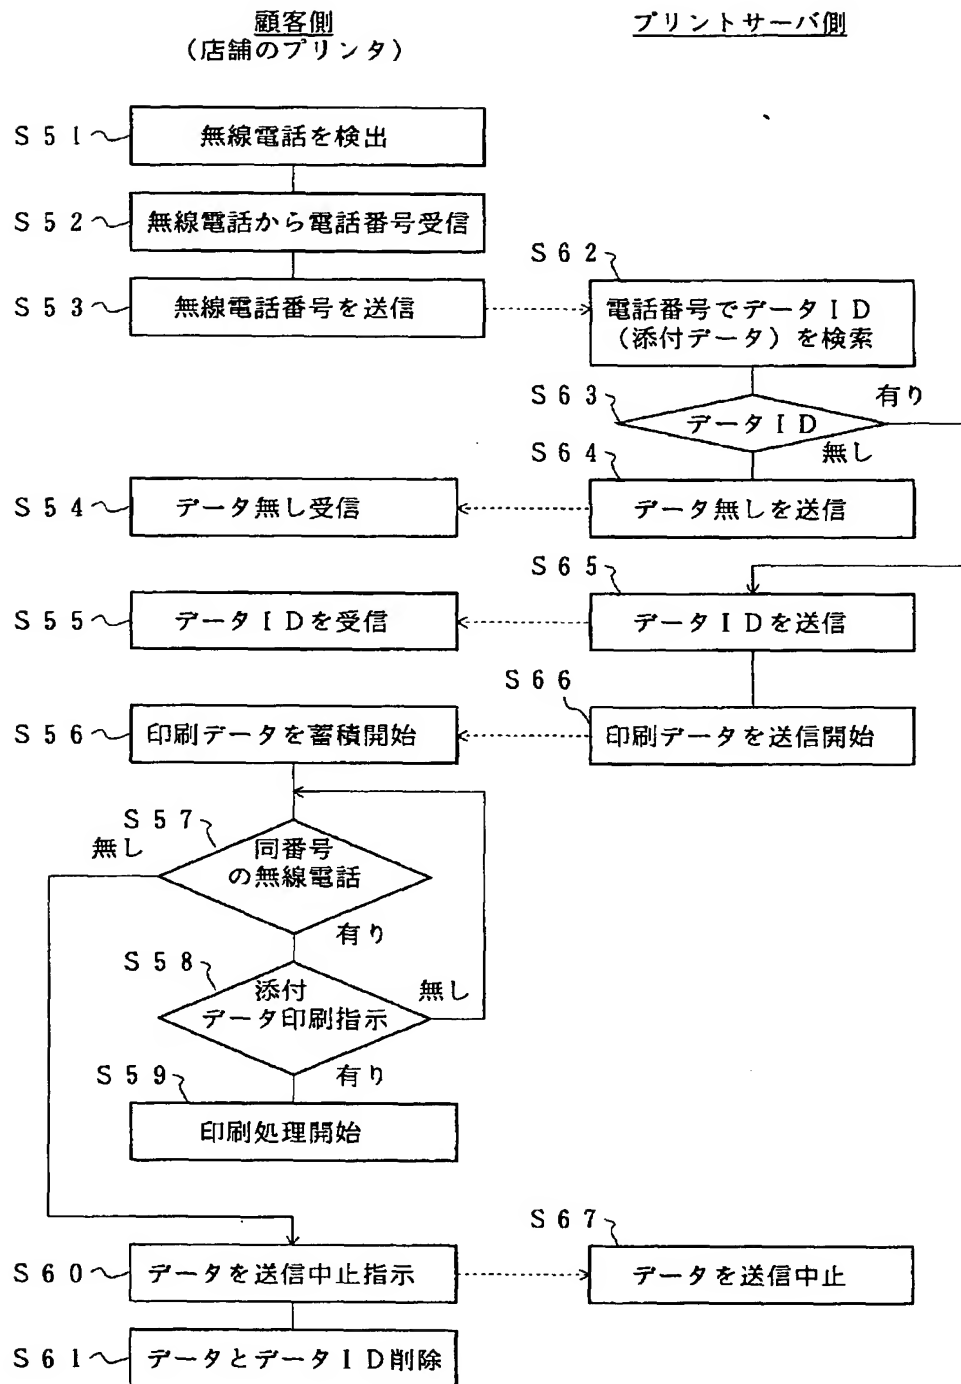 顧客側
(店舗のプリンタ)
プリントサーバ側
S51
無線電話を検出
S52
無線電話から電話番号受信
S53
無線電話番号を送信
S62
電話番号でデータID
(添付データ)を検索
S63
データID
有り
無し
S64
データ無しを送信
S54
データ無し受信
S65
データIDを送信
S55
データIDを受信
S66
印刷データを送信開始
S56
印刷データを蓄積開始
S57
無し
同番号
の無線電話
有り
S58
添付
データ印刷指示
無し
有り
S59
印刷処理開始
S60
データを送信中止指示
S67
データを送信中止
S61
データとデータID削除